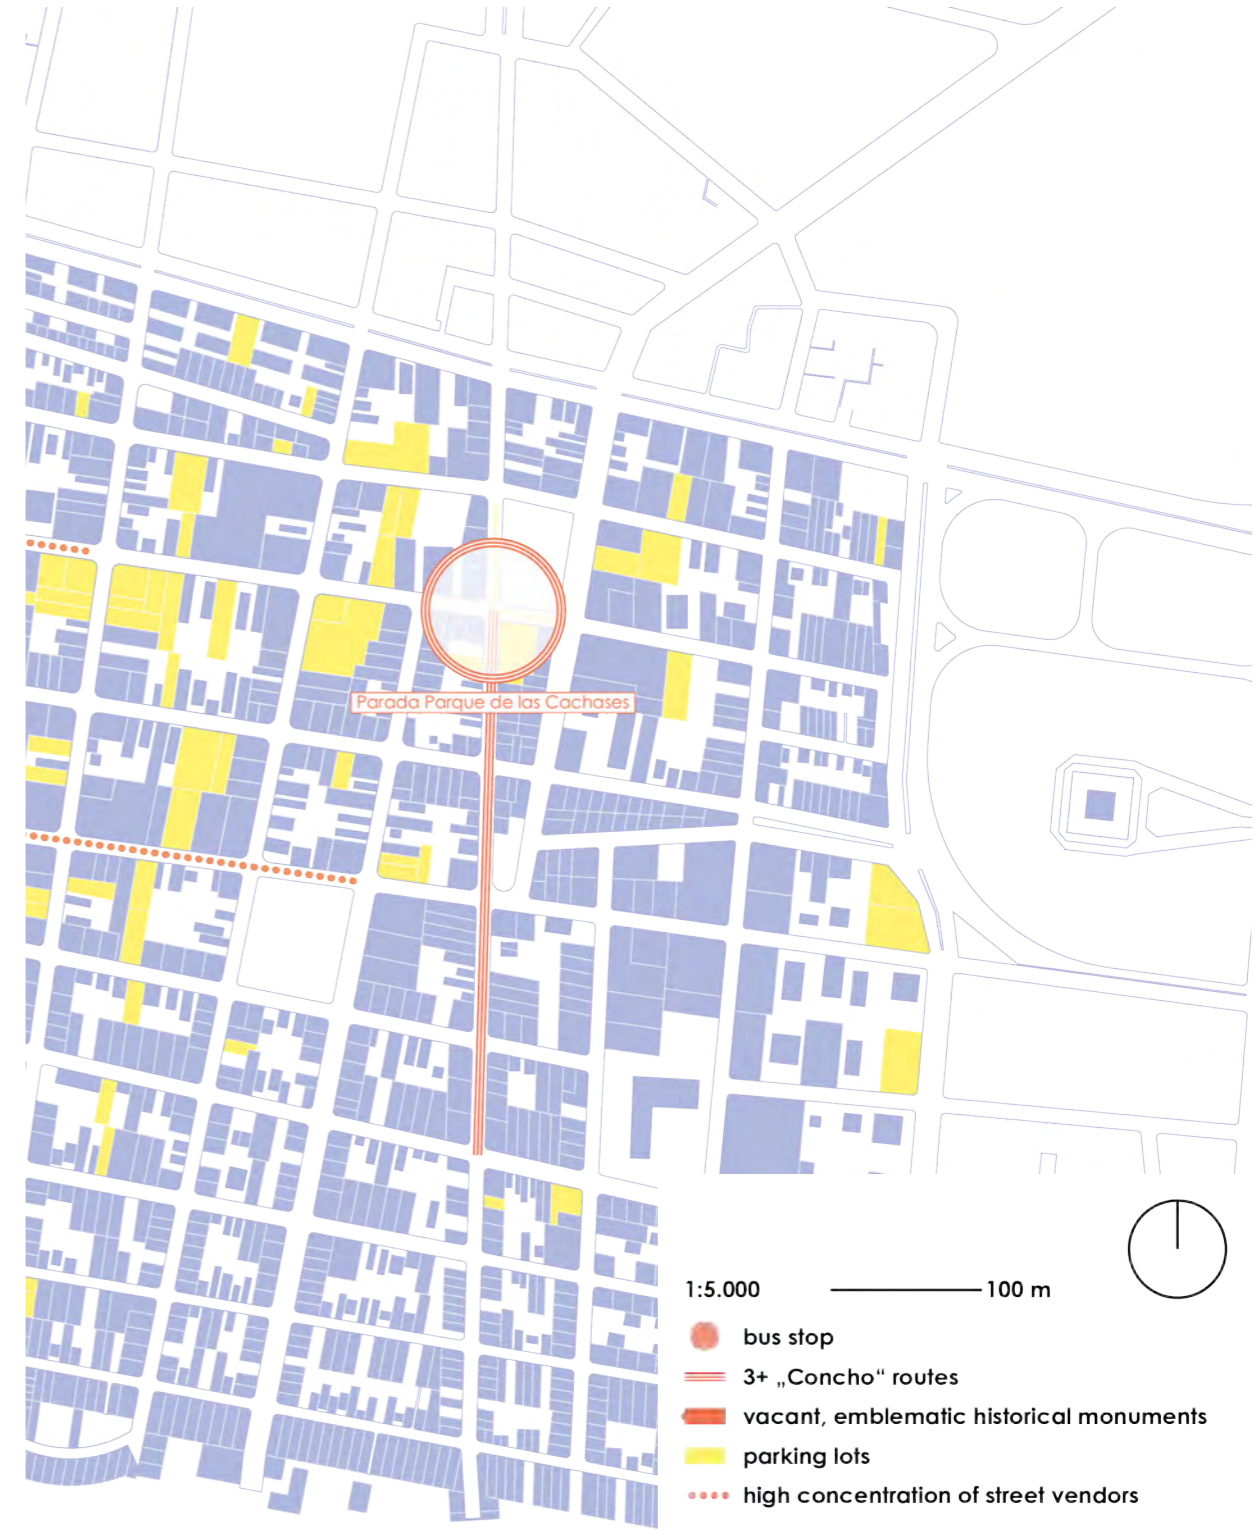 Parada Parque de las Cachases
1:5.000 100 m
bus stop
3+ „Concho“ routes
vacant, emblematic historical monuments
parking lots
high concentration of street vendors